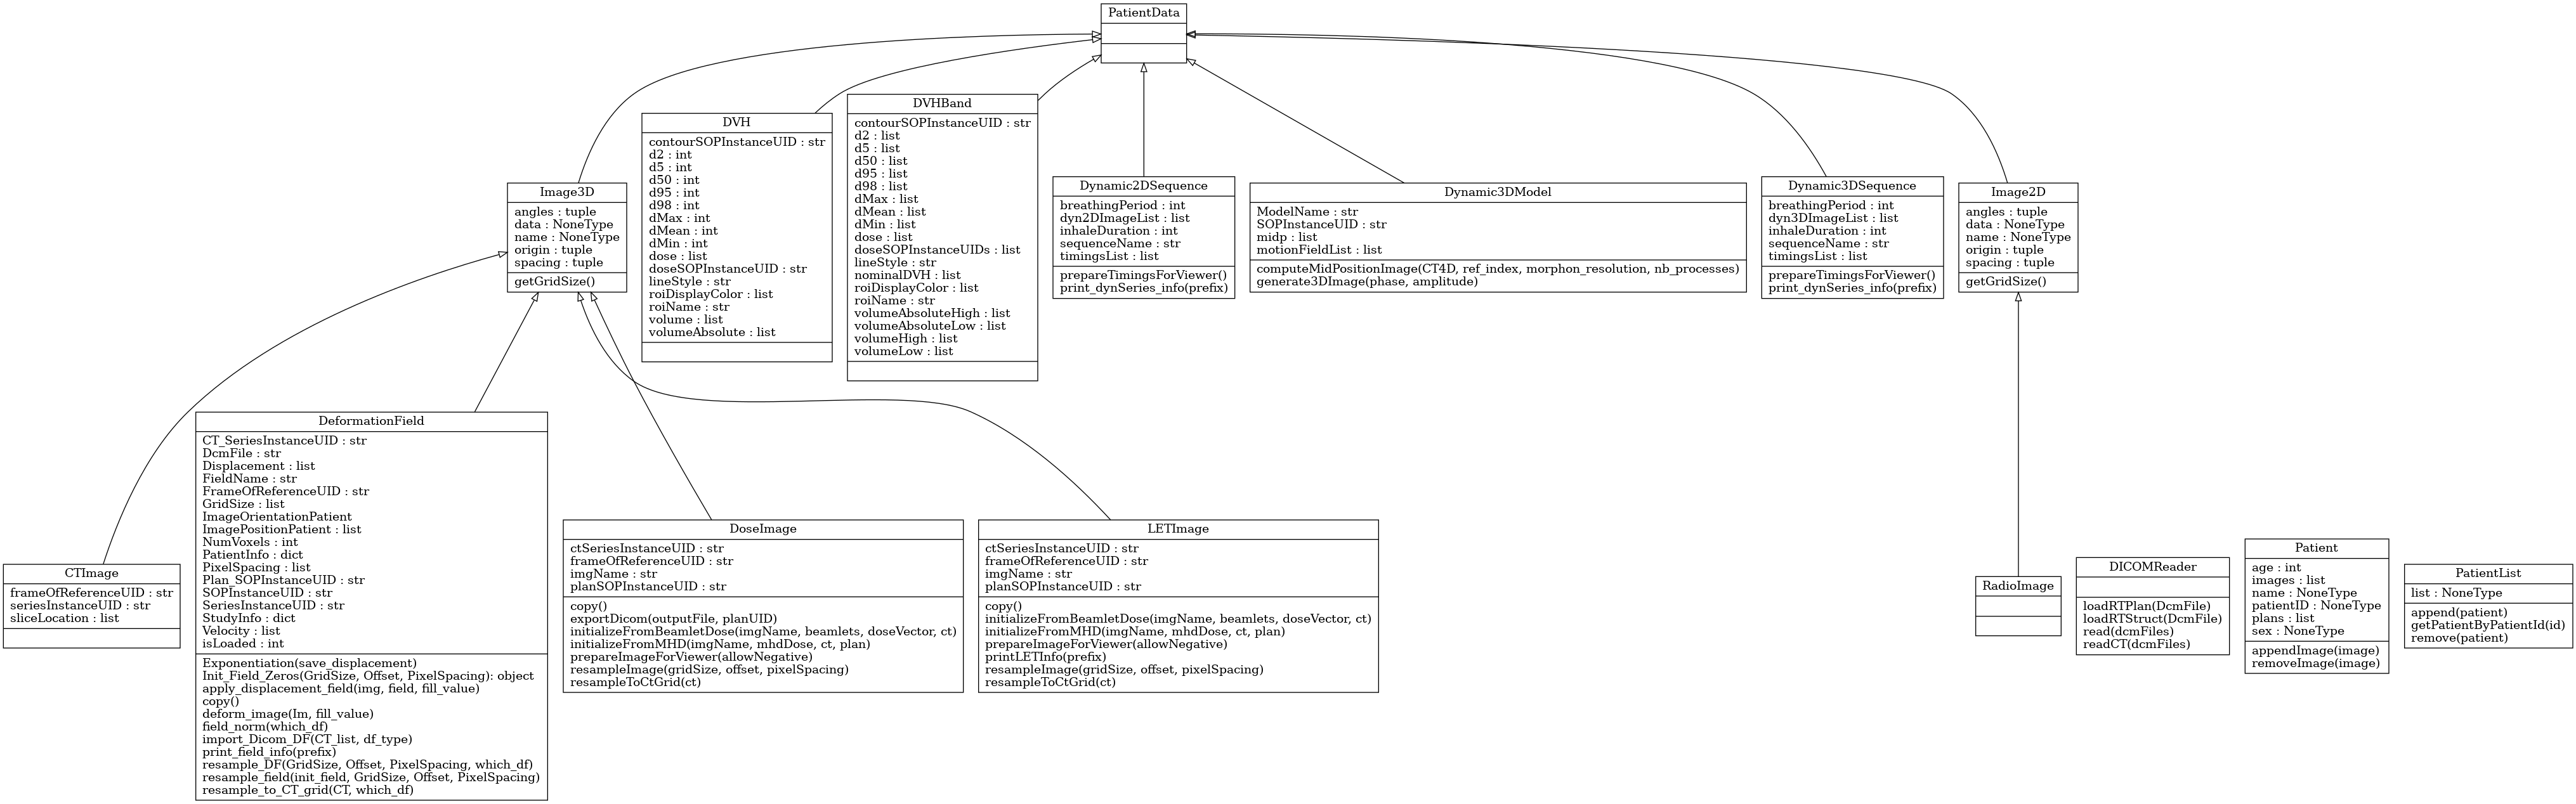 PatientData
DVHBand
contourSOPInstanceUID : str
d2 : list
d5 : list
d50 : list
d95 : list
d98 : list
dMax : list
dMean : list
dMin : list
dose : list
doseSOPInstanceUIDs : list
lineStyle : str
nominalDVH : list
roiDisplayColor : list
roiName : str
volumeAbsoluteHigh : list
volumeAbsoluteLow : list
volumeHigh : list
volumeLow : list
DVH
contourSOPInstanceUID : str
d2 : int
d5 : int
d50 : int
d95 : int
d98 : int
dMax : int
dMean : int
dMin : int
dose : list
doseSOPInstanceUID : str
lineStyle : str
roiDisplayColor : list
roiName : str
volume : list
volumeAbsolute : list
Image3D
angles : tuple
data : NoneType
name : NoneType
origin : tuple
spacing : tuple
getGridSize()
Dynamic2DSequence
breathingPeriod : int
dyn2DImageList : list
inhaleDuration : int
sequenceName : str
timingsList : list
prepareTimingsForViewer()
print_dynSeries_info(prefix)
Dynamic3DModel
ModelName : str
SOPInstanceUID : str
midp : list
motionFieldList : list
computeMidPositionImage(CT4D, ref_index, morphon_resolution, nb_processes)
generate3DImage(phase, amplitude)
Dynamic3DSequence
breathingPeriod : int
dyn3DImageList : list
inhaleDuration : int
sequenceName : str
timingsList : list
prepareTimingsForViewer()
print_dynSeries_info(prefix)
Image2D
angles : tuple
data : NoneType
name : NoneType
origin : tuple
spacing : tuple
getGridSize()
CTImage
frameOfReferenceUID : str
seriesInstanceUID : str
sliceLocation : list
DeformationField
CT_SeriesInstanceUID : str
DcmFile : str
Displacement : list
FieldName : str
FrameOfReferenceUID : str
GridSize : list
ImageOrientationPatient
ImagePositionPatient : list
NumVoxels : int
PatientInfo : dict
PixelSpacing : list
Plan_SOPInstanceUID : str
SOPInstanceUID : str
SeriesInstanceUID : str
StudyInfo : dict
Velocity : list
isLoaded : int
Exponentiation(save_displacement)
Init_Field_Zeros(GridSize, Offset, PixelSpacing): object
apply_displacement_field(img, field, fill_value)
copy()
deform_image(Im, fill_value)
field_norm(which_df)
import_Dicom_DF(CT_list, df_type)
print_field_info(prefix)
resample_DF(GridSize, Offset, PixelSpacing, which_df)
resample_field(init_field, GridSize, Offset, PixelSpacing)
resample_to_CT_grid(CT, which_df)
DoseImage
ctSeriesInstanceUID : str
frameOfReferenceUID : str
imgName : str
planSOPInstanceUID : str
copy()
exportDicom(outputFile, planUID)
initializeFromBeamletDose(imgName, beamlets, doseVector, ct)
initializeFromMHD(imgName, mhdDose, ct, plan)
prepareImageForViewer(allowNegative)
resampleImage(gridSize, offset, pixelSpacing)
resampleToCtGrid(ct)
LETImage
ctSeriesInstanceUID : str
frameOfReferenceUID : str
imgName : str
planSOPInstanceUID : str
copy()
initializeFromBeamletDose(imgName, beamlets, doseVector, ct)
initializeFromMHD(imgName, mhdDose, ct, plan)
prepareImageForViewer(allowNegative)
printLETInfo(prefix)
resampleImage(gridSize, offset, pixelSpacing)
resampleToCtGrid(ct)
RadioImage
DICOMReader
loadRTPlan(DcmFile)
loadRTStruct(DcmFile)
read(dcmFiles)
readCT(dcmFiles)
Patient
age : int
images : list
name : NoneType
patientID : NoneType
plans : list
sex : NoneType
appendImage(image)
removeImage(image)
PatientList
list : NoneType
append(patient)
getPatientByPatientId(id)
remove(patient)